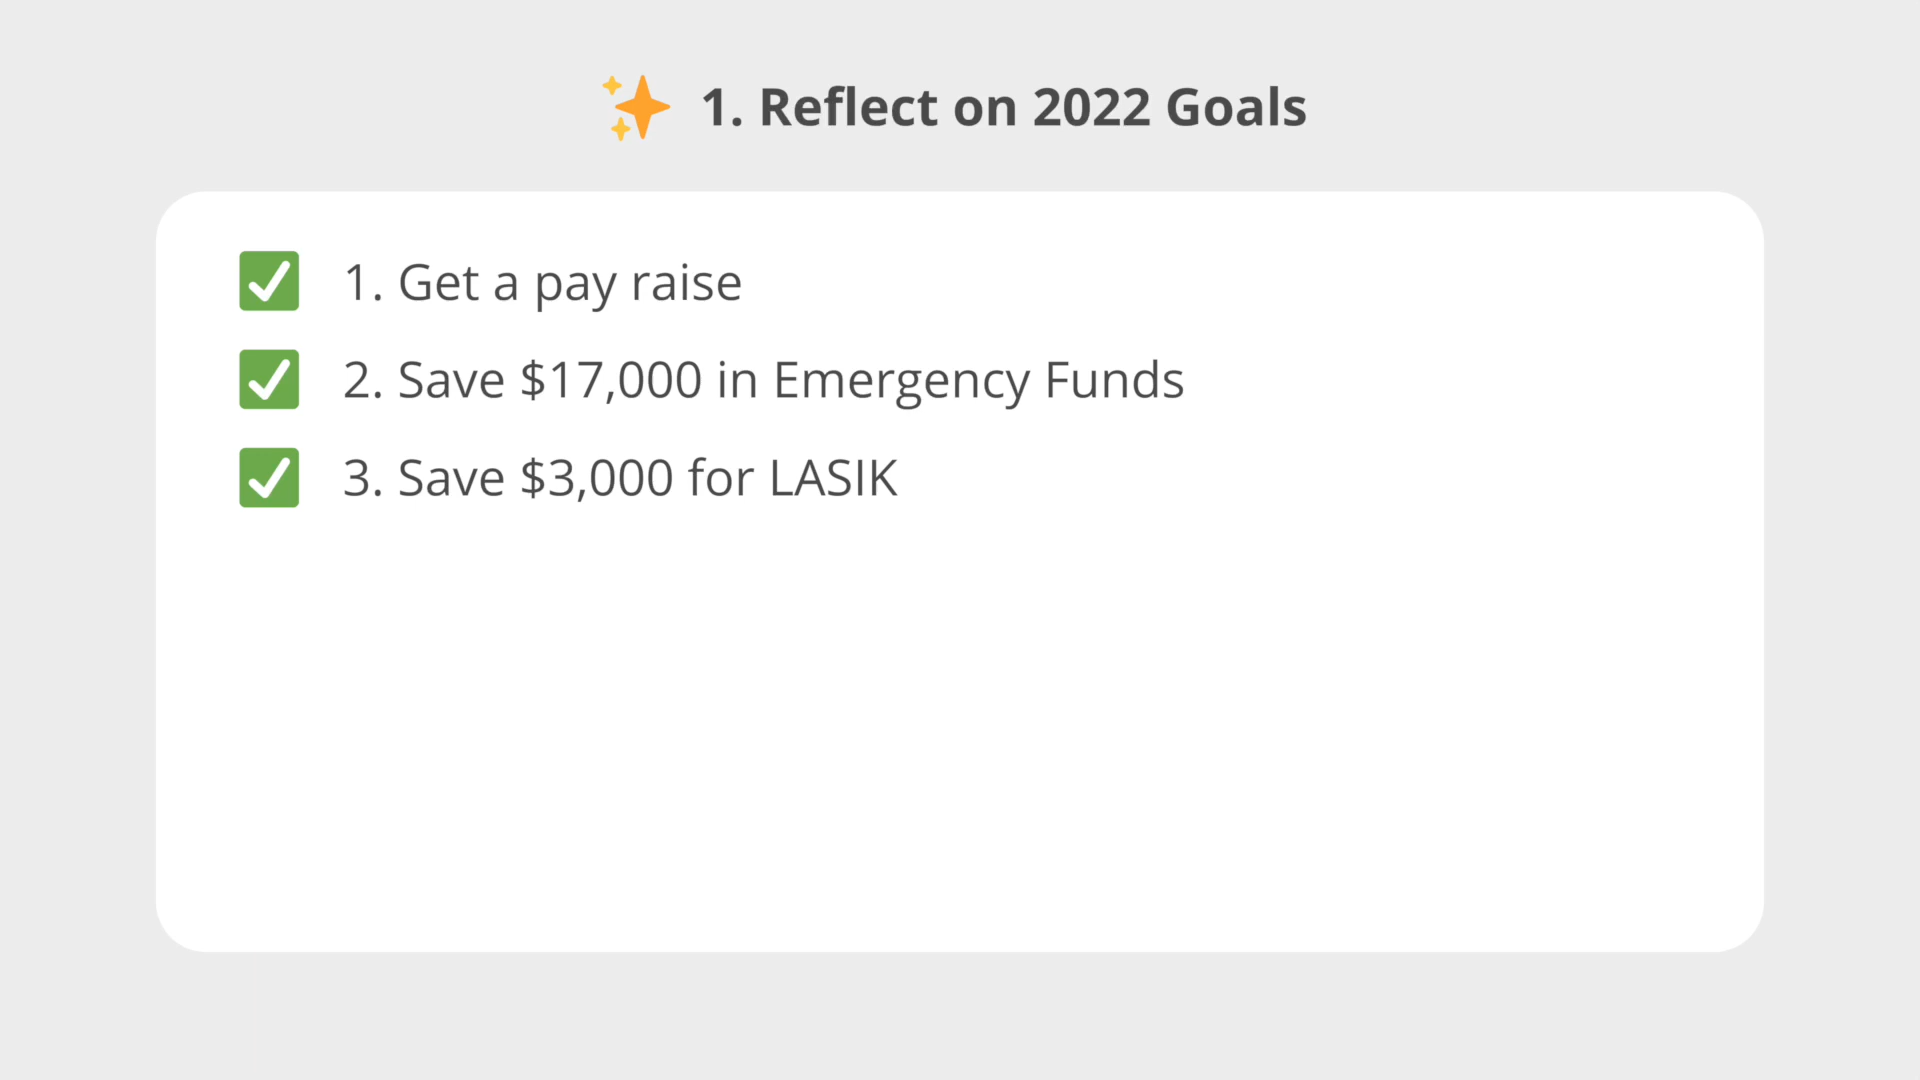 1. Reflect on 2022 Goals
1. Get a pay raise
2. Save $17,000 in Emergency Funds
3. Save $3,000 for LASIK